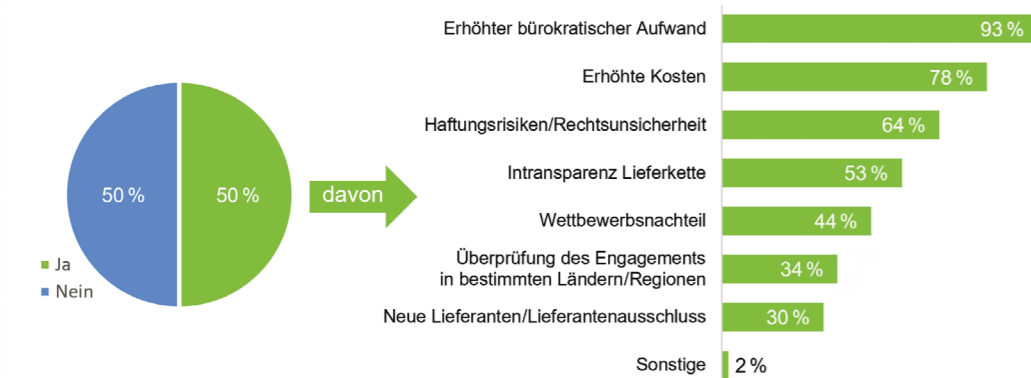 50 %
50 %
Ja
Nein
davon
Erhöhter bürokratischer Aufwand
93 %
Erhöhte Kosten
78 %
Haftungsrisiken/Rechtsunsicherheit
64 %
Intransparenz Lieferkette
53 %
Wettbewerbsnachteil
44 %
Überprüfung des Engagements
in bestimmten Ländern/Regionen
34 %
Neue Lieferanten/Lieferantenausschluss
30 %
Sonstige
2 %